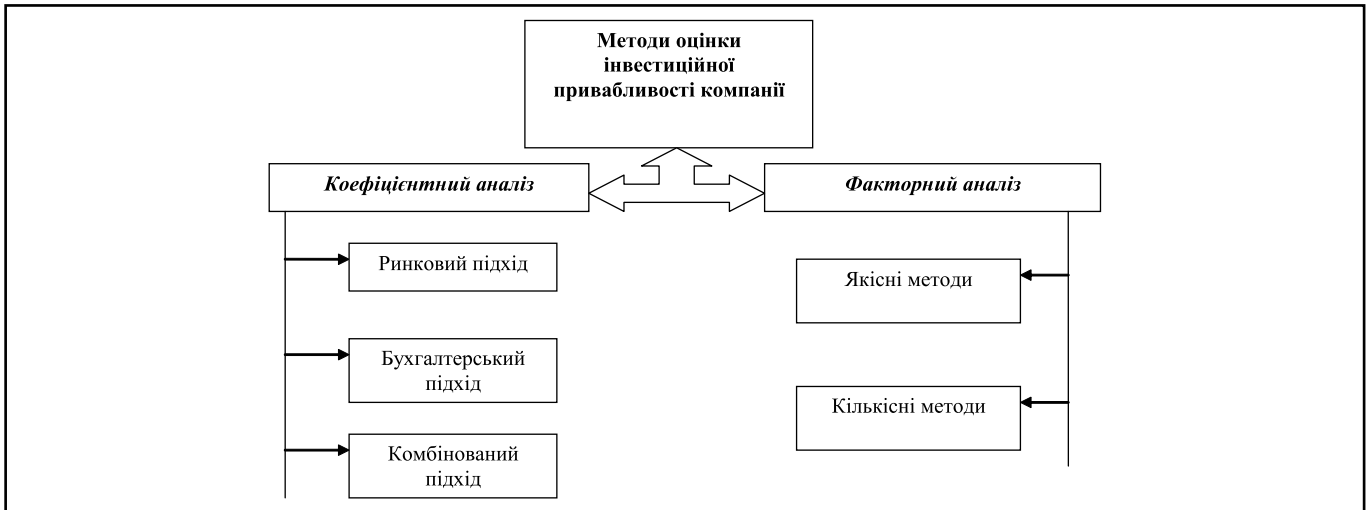 Методи оцінки
інвестиційної
привабливості компанії
Коефіцієнтний аналіз
Факторний аналіз
Ринковий підхід
Якісні методи
Бухгалтерський
підхід
Кількісні методи
Комбінований
підхід